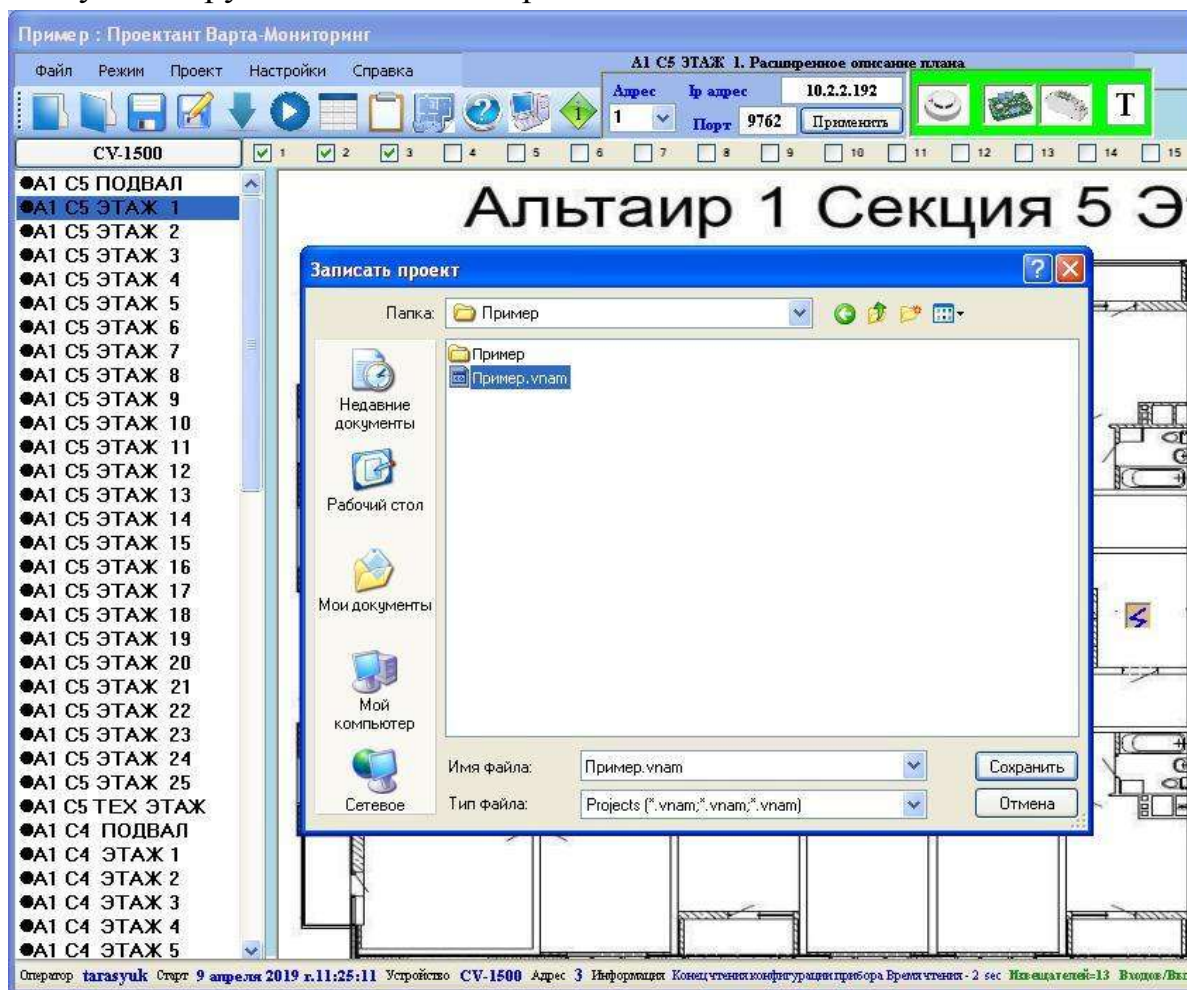 Пример : Проектант Варта-Мониторинг
Файл Режим Проект Настройки Справка
А1 С5 ЭТАЖ 1. Расширенное описание плана
Адрес Ip адрес 10.2.2.192
1 Порт 9762 Применить
T
CV-1500
1 2 3 4 5 6 7 8 9 10 11 12 13 14 15
А1 С5 ПОДВАЛ
А1 С5 ЭТАЖ 1
А1 С5 ЭТАЖ 2
А1 С5 ЭТАЖ 3
А1 С5 ЭТАЖ 4
А1 С5 ЭТАЖ 5
А1 С5 ЭТАЖ 6
А1 С5 ЭТАЖ 7
А1 С5 ЭТАЖ 8
А1 С5 ЭТАЖ 9
А1 С5 ЭТАЖ 10
А1 С5 ЭТАЖ 11
А1 С5 ЭТАЖ 12
А1 С5 ЭТАЖ 13
А1 С5 ЭТАЖ 14
А1 С5 ЭТАЖ 15
А1 С5 ЭТАЖ 16
А1 С5 ЭТАЖ 17
А1 С5 ЭТАЖ 18
А1 С5 ЭТАЖ 19
А1 С5 ЭТАЖ 20
А1 С5 ЭТАЖ 21
А1 С5 ЭТАЖ 22
А1 С5 ЭТАЖ 23
А1 С5 ЭТАЖ 24
А1 С5 ЭТАЖ 25
А1 С5 ТЕХ ЭТАЖ
А1 С4 ПОДВАЛ
А1 С4 ЭТАЖ 1
А1 С4 ЭТАЖ 2
А1 С4 ЭТАЖ 3
А1 С4 ЭТАЖ 4
А1 С4 ЭТАЖ 5
Альтаир 1 Секция 5 Э
Записать проект
Папка: Пример
Пример
Пример.vnam
Недавние документы
Рабочий стол
Мои документы
Мой компьютер
Сетевое
Имя файла: Пример.vnam Сохранить
Тип файла: Projects (*.vnam;*.vnam;*.vnam) Отмена
Оператор tarasyuk Старт 9 апреля 2019 г.11:25:11 Устройство CV-1500 Адрес 3 Информация Конец чтения конфигурации прибора Время чтения - 2 sec Извещателей=13